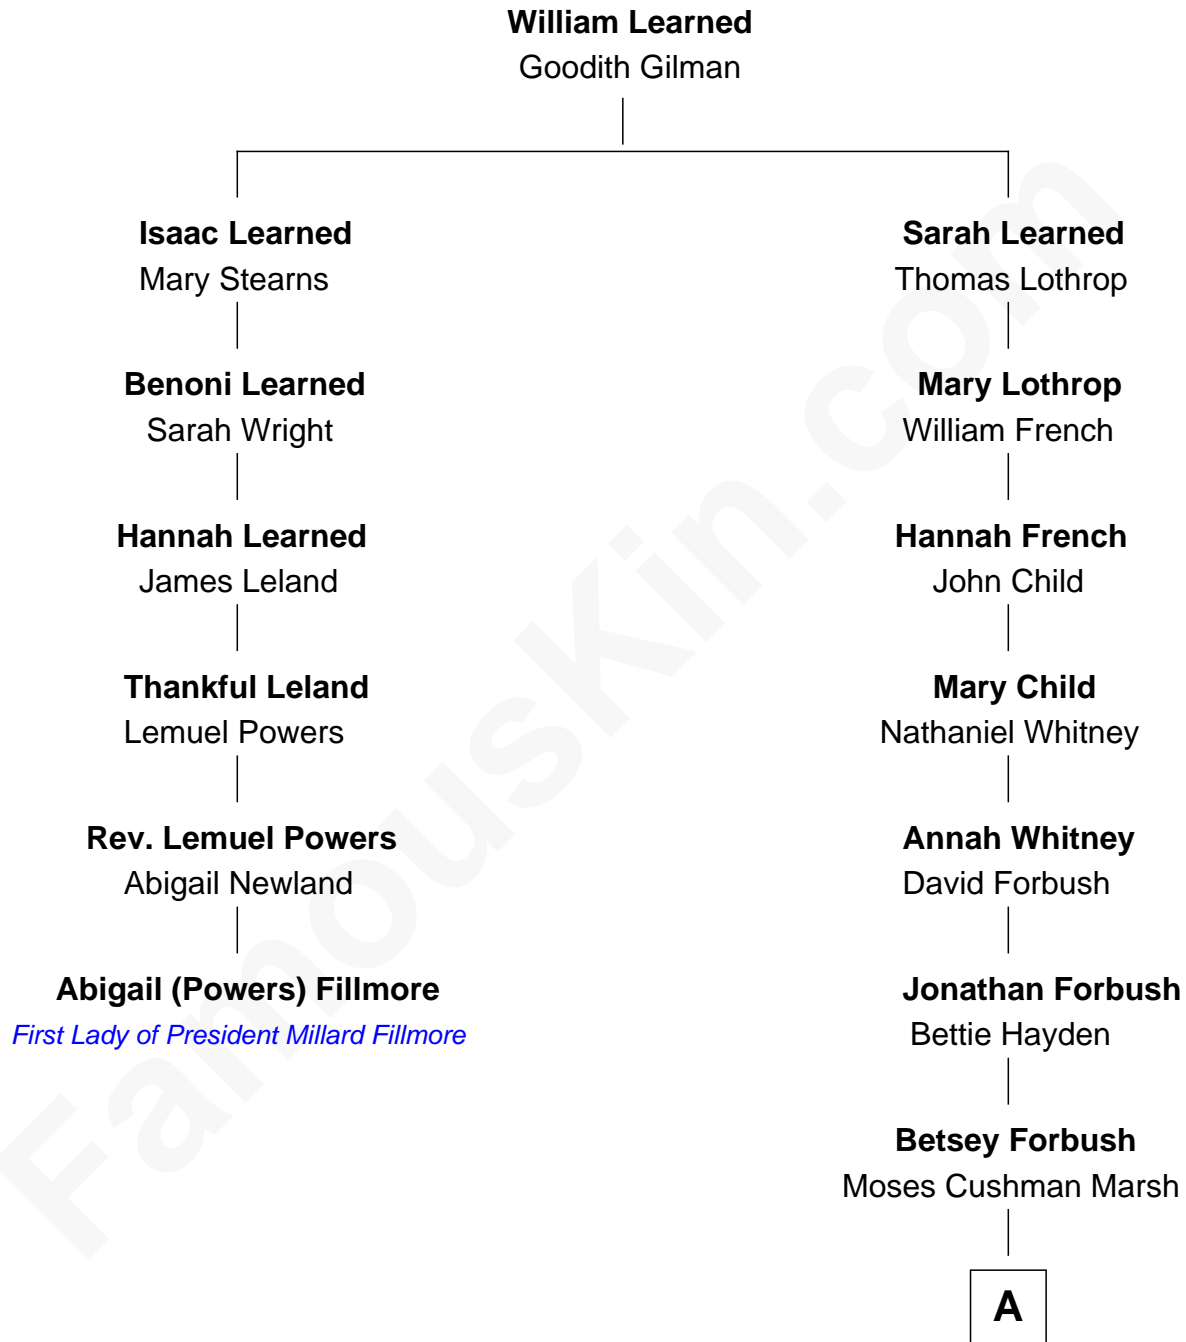 William Learned
Goodith Gilman
Isaac Learned
Mary Stearns
Benoni Learned
Sarah Wright
Hannah Learned
James Leland
Thankful Leland
Lemuel Powers
Rev. Lemuel Powers
Abigail Newland
Abigail (Powers) Fillmore
First Lady of President Millard Fillmore
Sarah Learned
Thomas Lothrop
Mary Lothrop
William French
Hannah French
John Child
Mary Child
Nathaniel Whitney
Annah Whitney
David Forbush
Jonathan Forbush
Bettie Hayden
Betsey Forbush
Moses Cushman Marsh
A
FamousKin.com